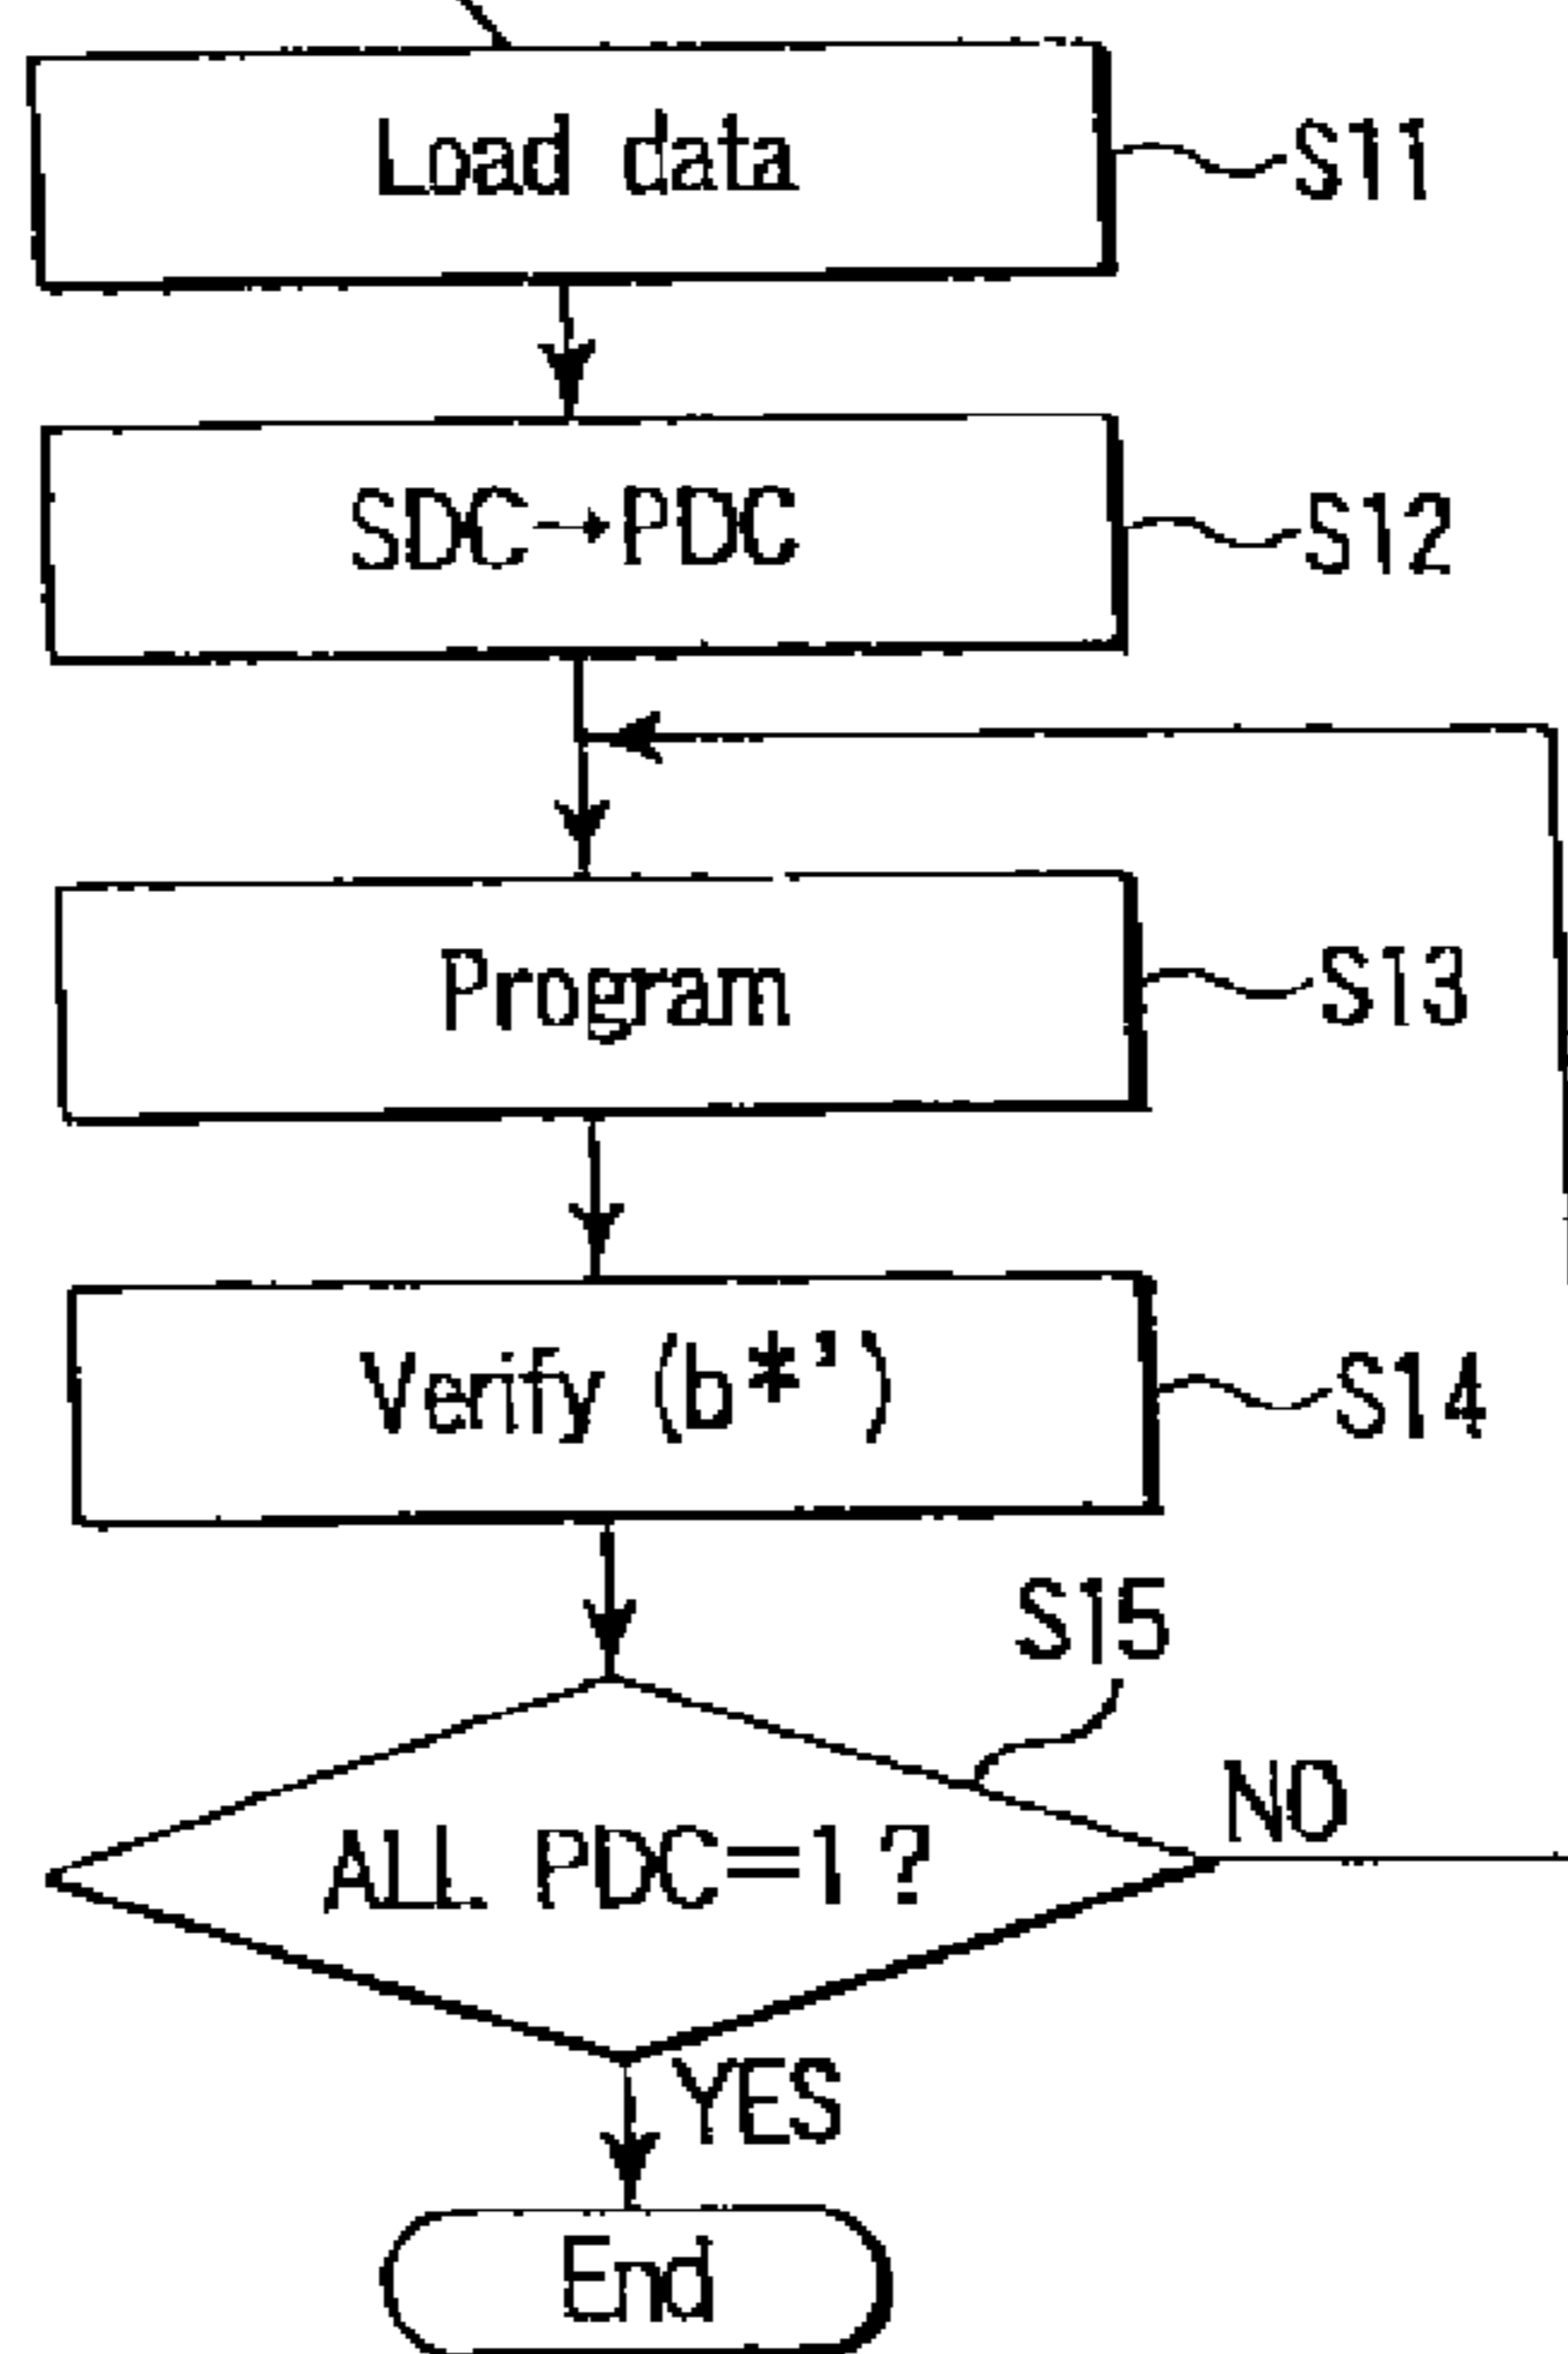 Load data S11
SDC→PDC S12
Program S13
Verify (b*') S14
S15
ALL PDC=1? NO
YES
End